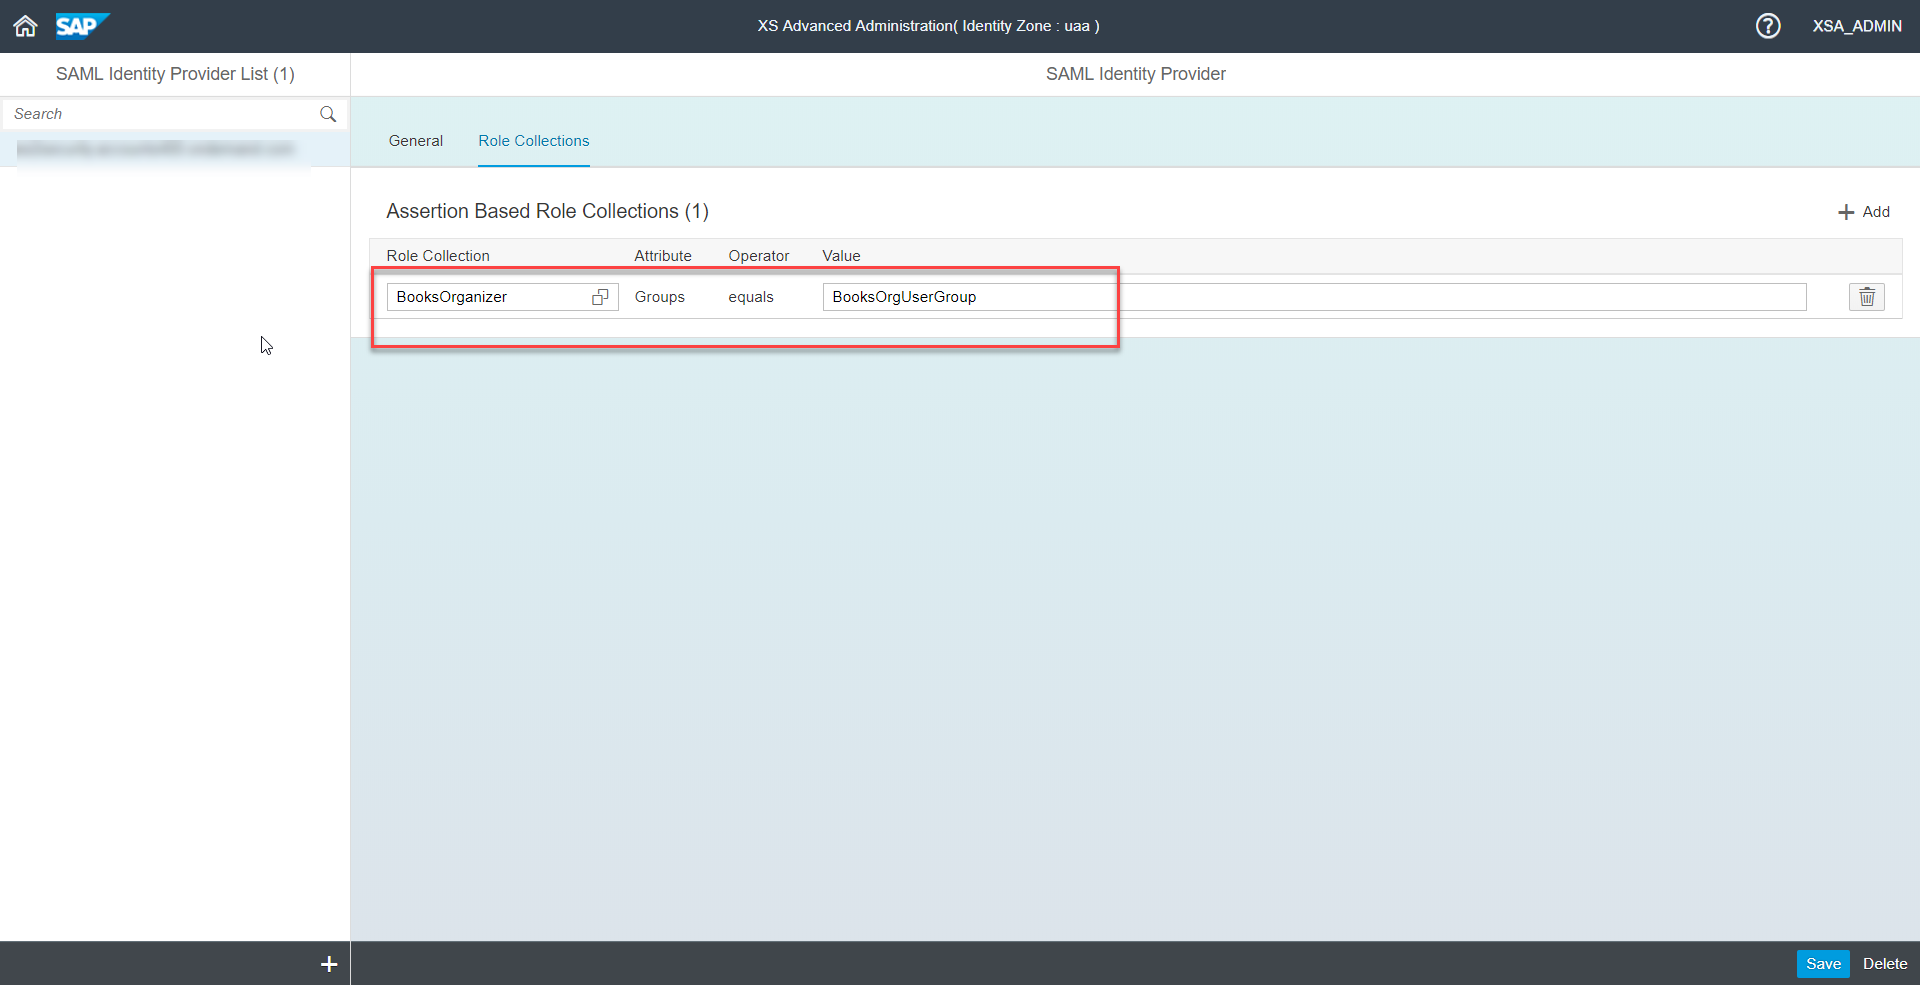 SAP
XS Advanced Administration( Identity Zone : uaa )
XSA_ADMIN
SAML Identity Provider List (1)
SAML Identity Provider
Search
General
Role Collections
Assertion Based Role Collections (1)
Add
Role Collection Attribute Operator Value
BooksOrganizer Groups equals BooksOrgUserGroup
Save Delete